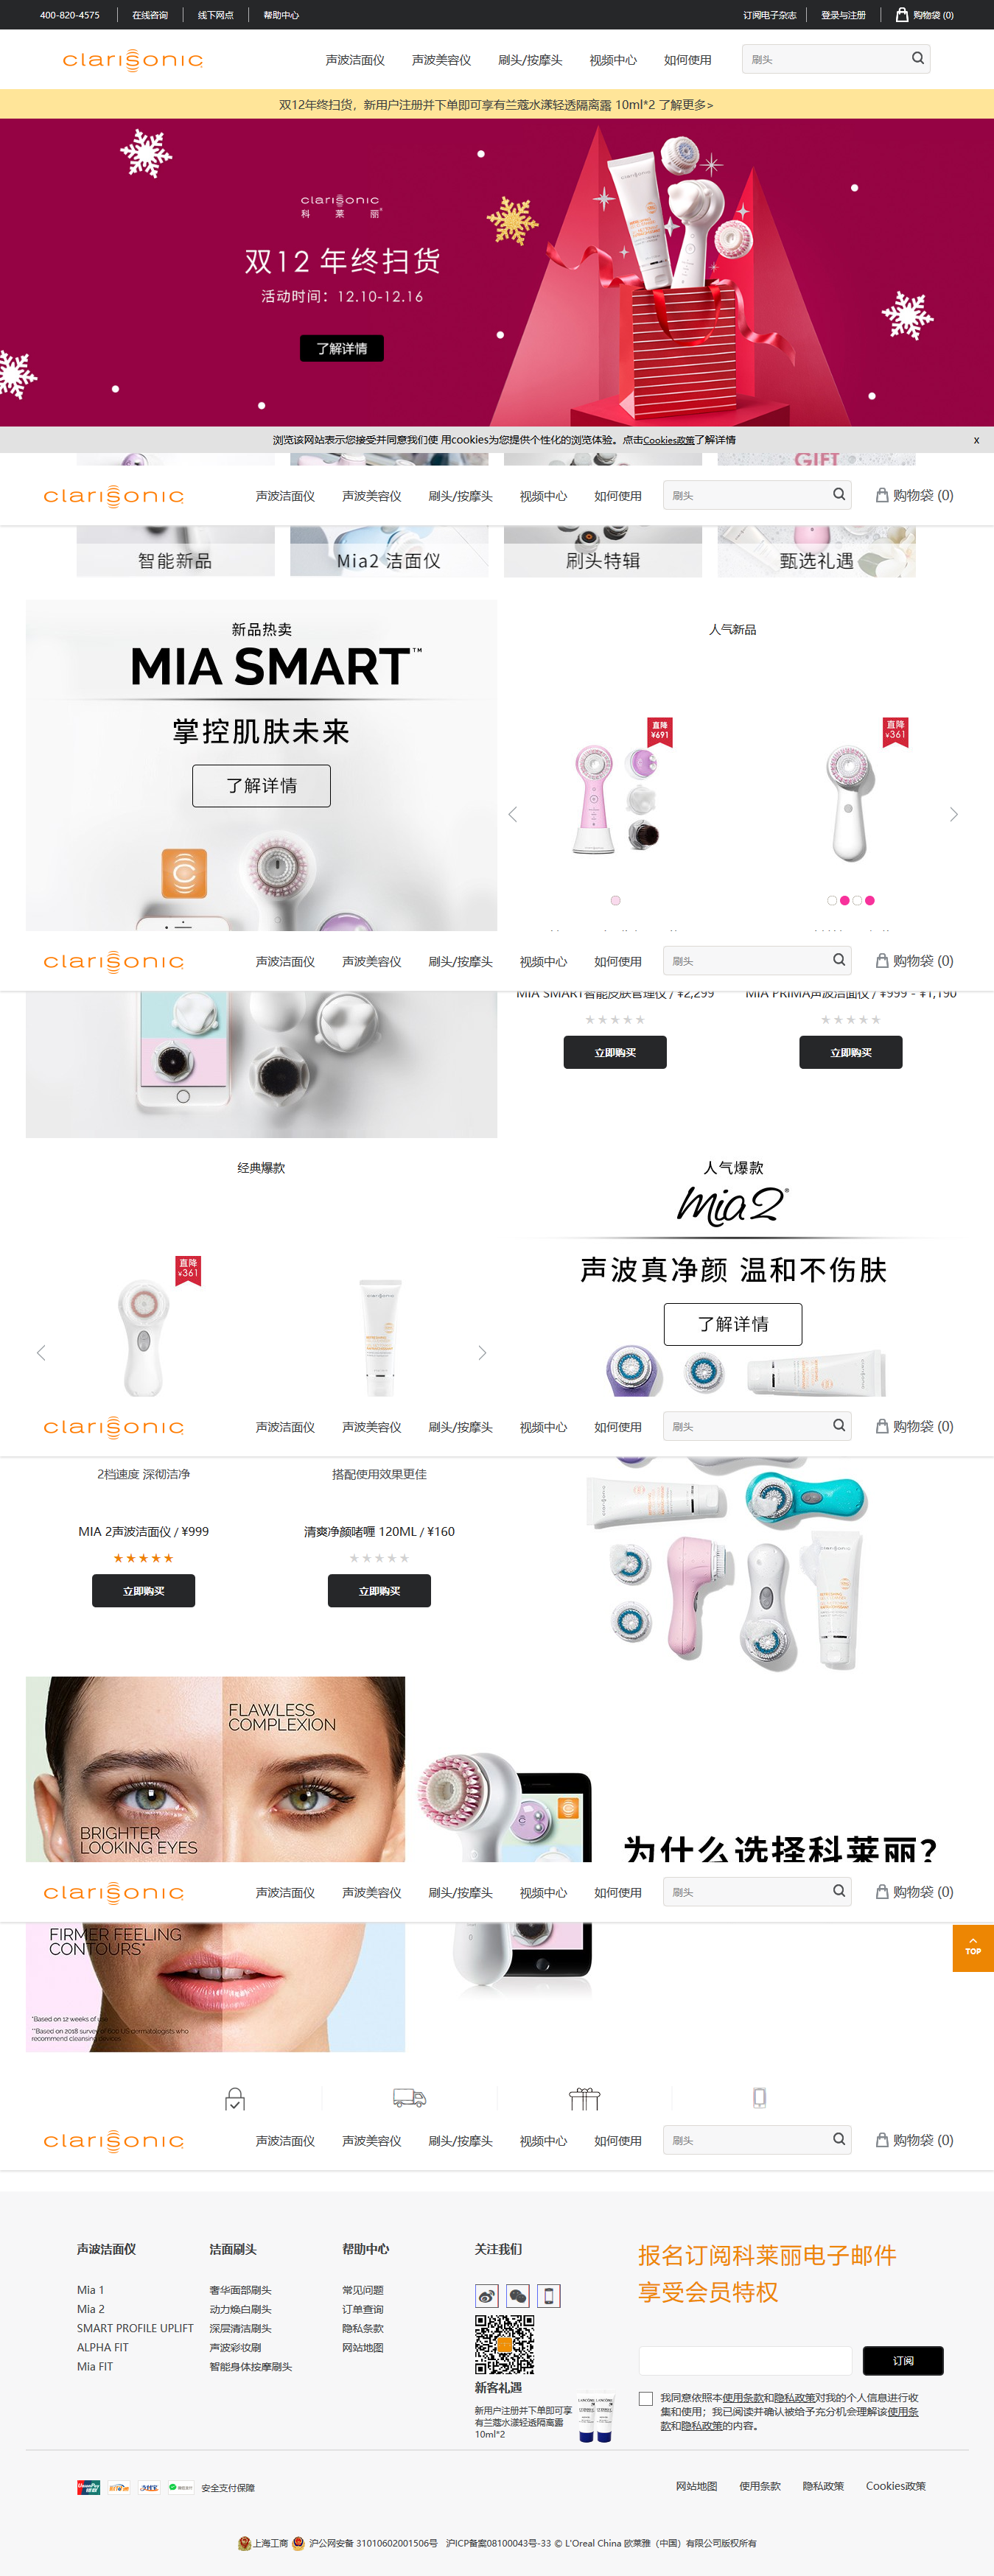 400-820-4575 在线咨询 线下网点 帮助中心 订阅电子杂志 登录与注册 购物袋 (0)
clarisonic 声波洁面仪 声波美容仪 刷头/按摩头 视频中心 如何使用 刷头
双12年终扫货，新用户注册并下单即可享有兰蔻水漾轻透隔离露 10ml*2 了解更多>
clarisonic
科莱丽®
双12 年终扫货
活动时间：12.10-12.16
了解详情
浏览该网站表示您接受并同意我们使 用cookies为您提供个性化的浏览体验。点击Cookies政策了解详情 x
GIFT
clarisonic 声波洁面仪 声波美容仪 刷头/按摩头 视频中心 如何使用 刷头 购物袋 (0)
智能新品 Mia2 洁面仪 刷头特辑 甄选礼遇
新品热卖
MIA SMART™
掌控肌肤未来
了解详情
人气新品
直降 ¥691
直降 ¥361
clarisonic 声波洁面仪 声波美容仪 刷头/按摩头 视频中心 如何使用 刷头 购物袋 (0)
MIA SMART智能皮肤管理仪 / ¥2,299 MIA PRIMA声波洁面仪 / ¥999 - ¥1,190
立即购买 立即购买
经典爆款
直降 ¥361
人气爆款
mia2®
声波真净颜 温和不伤肤
了解详情
clarisonic 声波洁面仪 声波美容仪 刷头/按摩头 视频中心 如何使用 刷头 购物袋 (0)
2档速度 深彻洁净 搭配使用效果更佳
MIA 2声波洁面仪 / ¥999 清爽净颜啫喱 120ML / ¥160
立即购买 立即购买
FLAWLESS
COMPLEXION
BRIGHTER
LOOKING EYES
为什么选择科莱丽?
clarisonic 声波洁面仪 声波美容仪 刷头/按摩头 视频中心 如何使用 刷头 购物袋 (0)
FIRMER FEELING
CONTOURS*
TOP
*Based on 12 weeks of
**Based on 2018 survey of US dermatologists who
recommend cleansing devices.
clarisonic 声波洁面仪 声波美容仪 刷头/按摩头 视频中心 如何使用 刷头 购物袋 (0)
声波洁面仪
Mia 1
Mia 2
SMART PROFILE UPLIFT
ALPHA FIT
Mia FIT
洁面刷头
奢华面部刷头
动力焕白刷头
深层清洁刷头
声波彩妆刷
智能身体按摩刷头
帮助中心
常见问题
订单查询
隐私条款
网站地图
关注我们
新客礼遇
新用户注册并下单即可享
有兰蔻水漾轻透隔离露
10ml*2
报名订阅科莱丽电子邮件
享受会员特权
订阅
我同意依照本使用条款和隐私政策对我的个人信息进行收
集和使用；我已阅读并确认被给予充分机会理解该使用条
款和隐私政策的内容。
安全支付保障 网站地图 使用条款 隐私政策 Cookies政策
上海工商 沪公网安备 31010602001506号 沪ICP备案08100043号-33 © L'Oreal China 欧莱雅（中国）有限公司版权所有